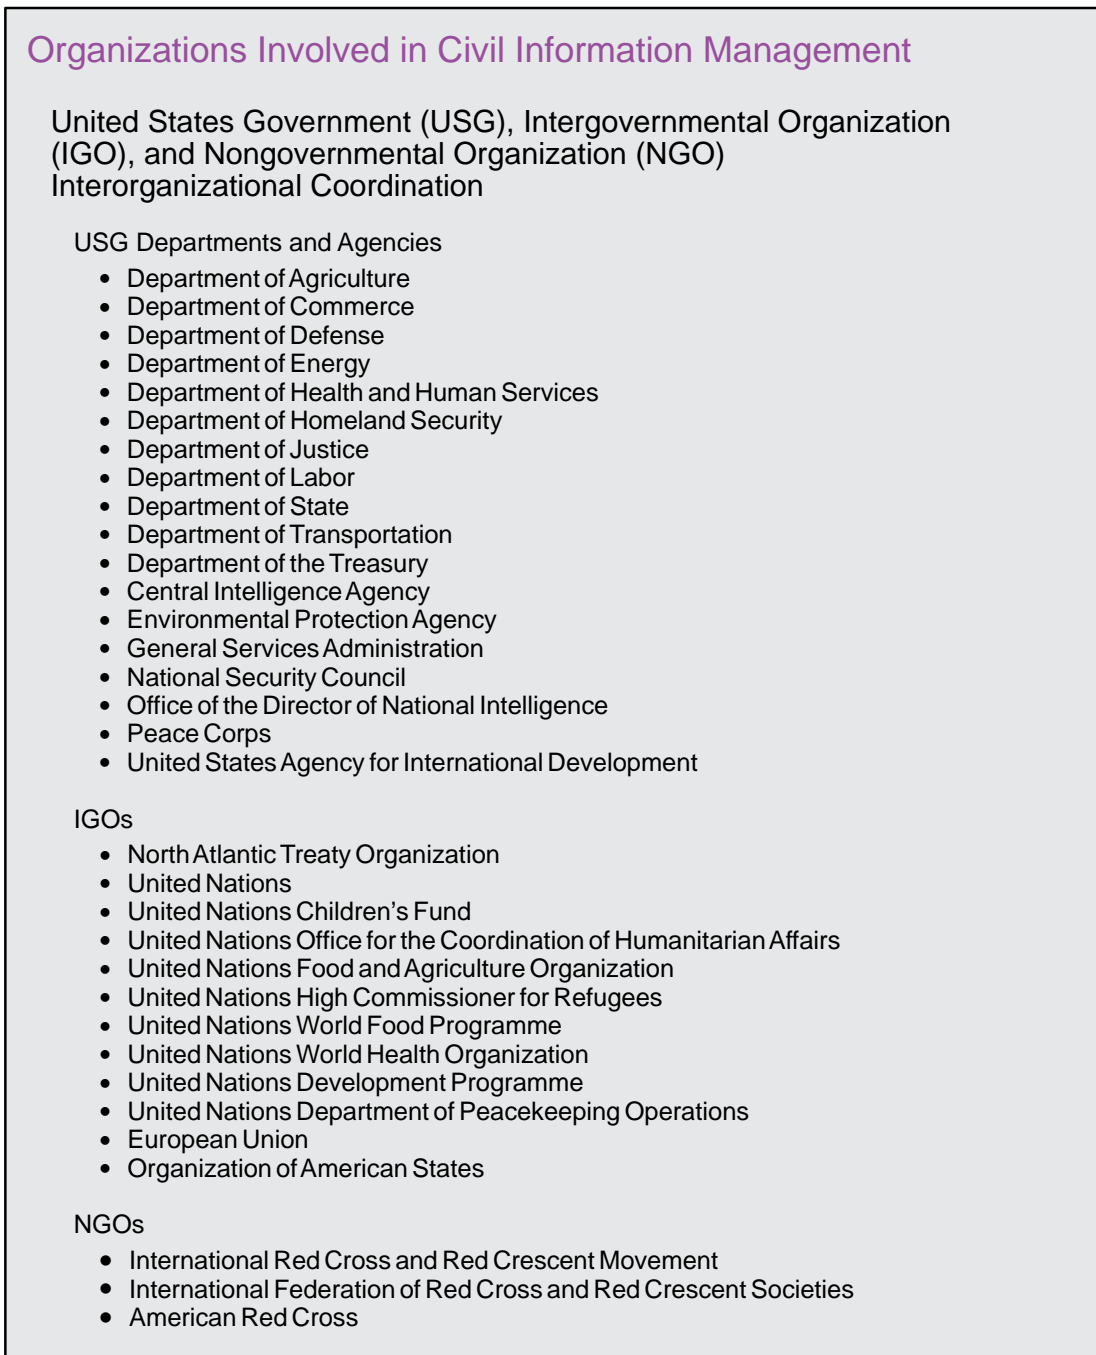 Organizations Involved in Civil Information Management
United States Government (USG), Intergovernmental Organization
(IGO), and Nongovernmental Organization (NGO)
Interorganizational Coordination
USG Departments and Agencies
• Department of Agriculture
• Department of Commerce
• Department of Defense
• Department of Energy
• Department of Health and Human Services
• Department of Homeland Security
• Department of Justice
• Department of Labor
• Department of State
• Department of Transportation
• Department of the Treasury
• Central Intelligence Agency
• Environmental Protection Agency
• General Services Administration
• National Security Council
• Office of the Director of National Intelligence
• Peace Corps
• United States Agency for International Development
IGOs
• North Atlantic Treaty Organization
• United Nations
• United Nations Children’s Fund
• United Nations Office for the Coordination of Humanitarian Affairs
• United Nations Food and Agriculture Organization
• United Nations High Commissioner for Refugees
• United Nations World Food Programme
• United Nations World Health Organization
• United Nations Development Programme
• United Nations Department of Peacekeeping Operations
• European Union
• Organization of American States
NGOs
• International Red Cross and Red Crescent Movement
• International Federation of Red Cross and Red Crescent Societies
• American Red Cross